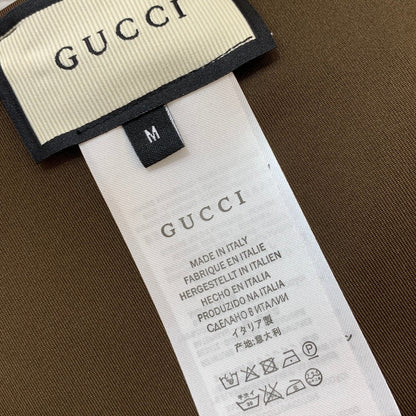 GUCCI
M
GUCCI
MADE IN ITALY
FABRIQUE EN ITALIE
HERGESTELLT IN ITALIEN
HECHO EN ITALIA
PRODUZIDO NA ITALIA
СДЕЛАНО В ИТАЛИИ
イタリア製
产地:意大利
P